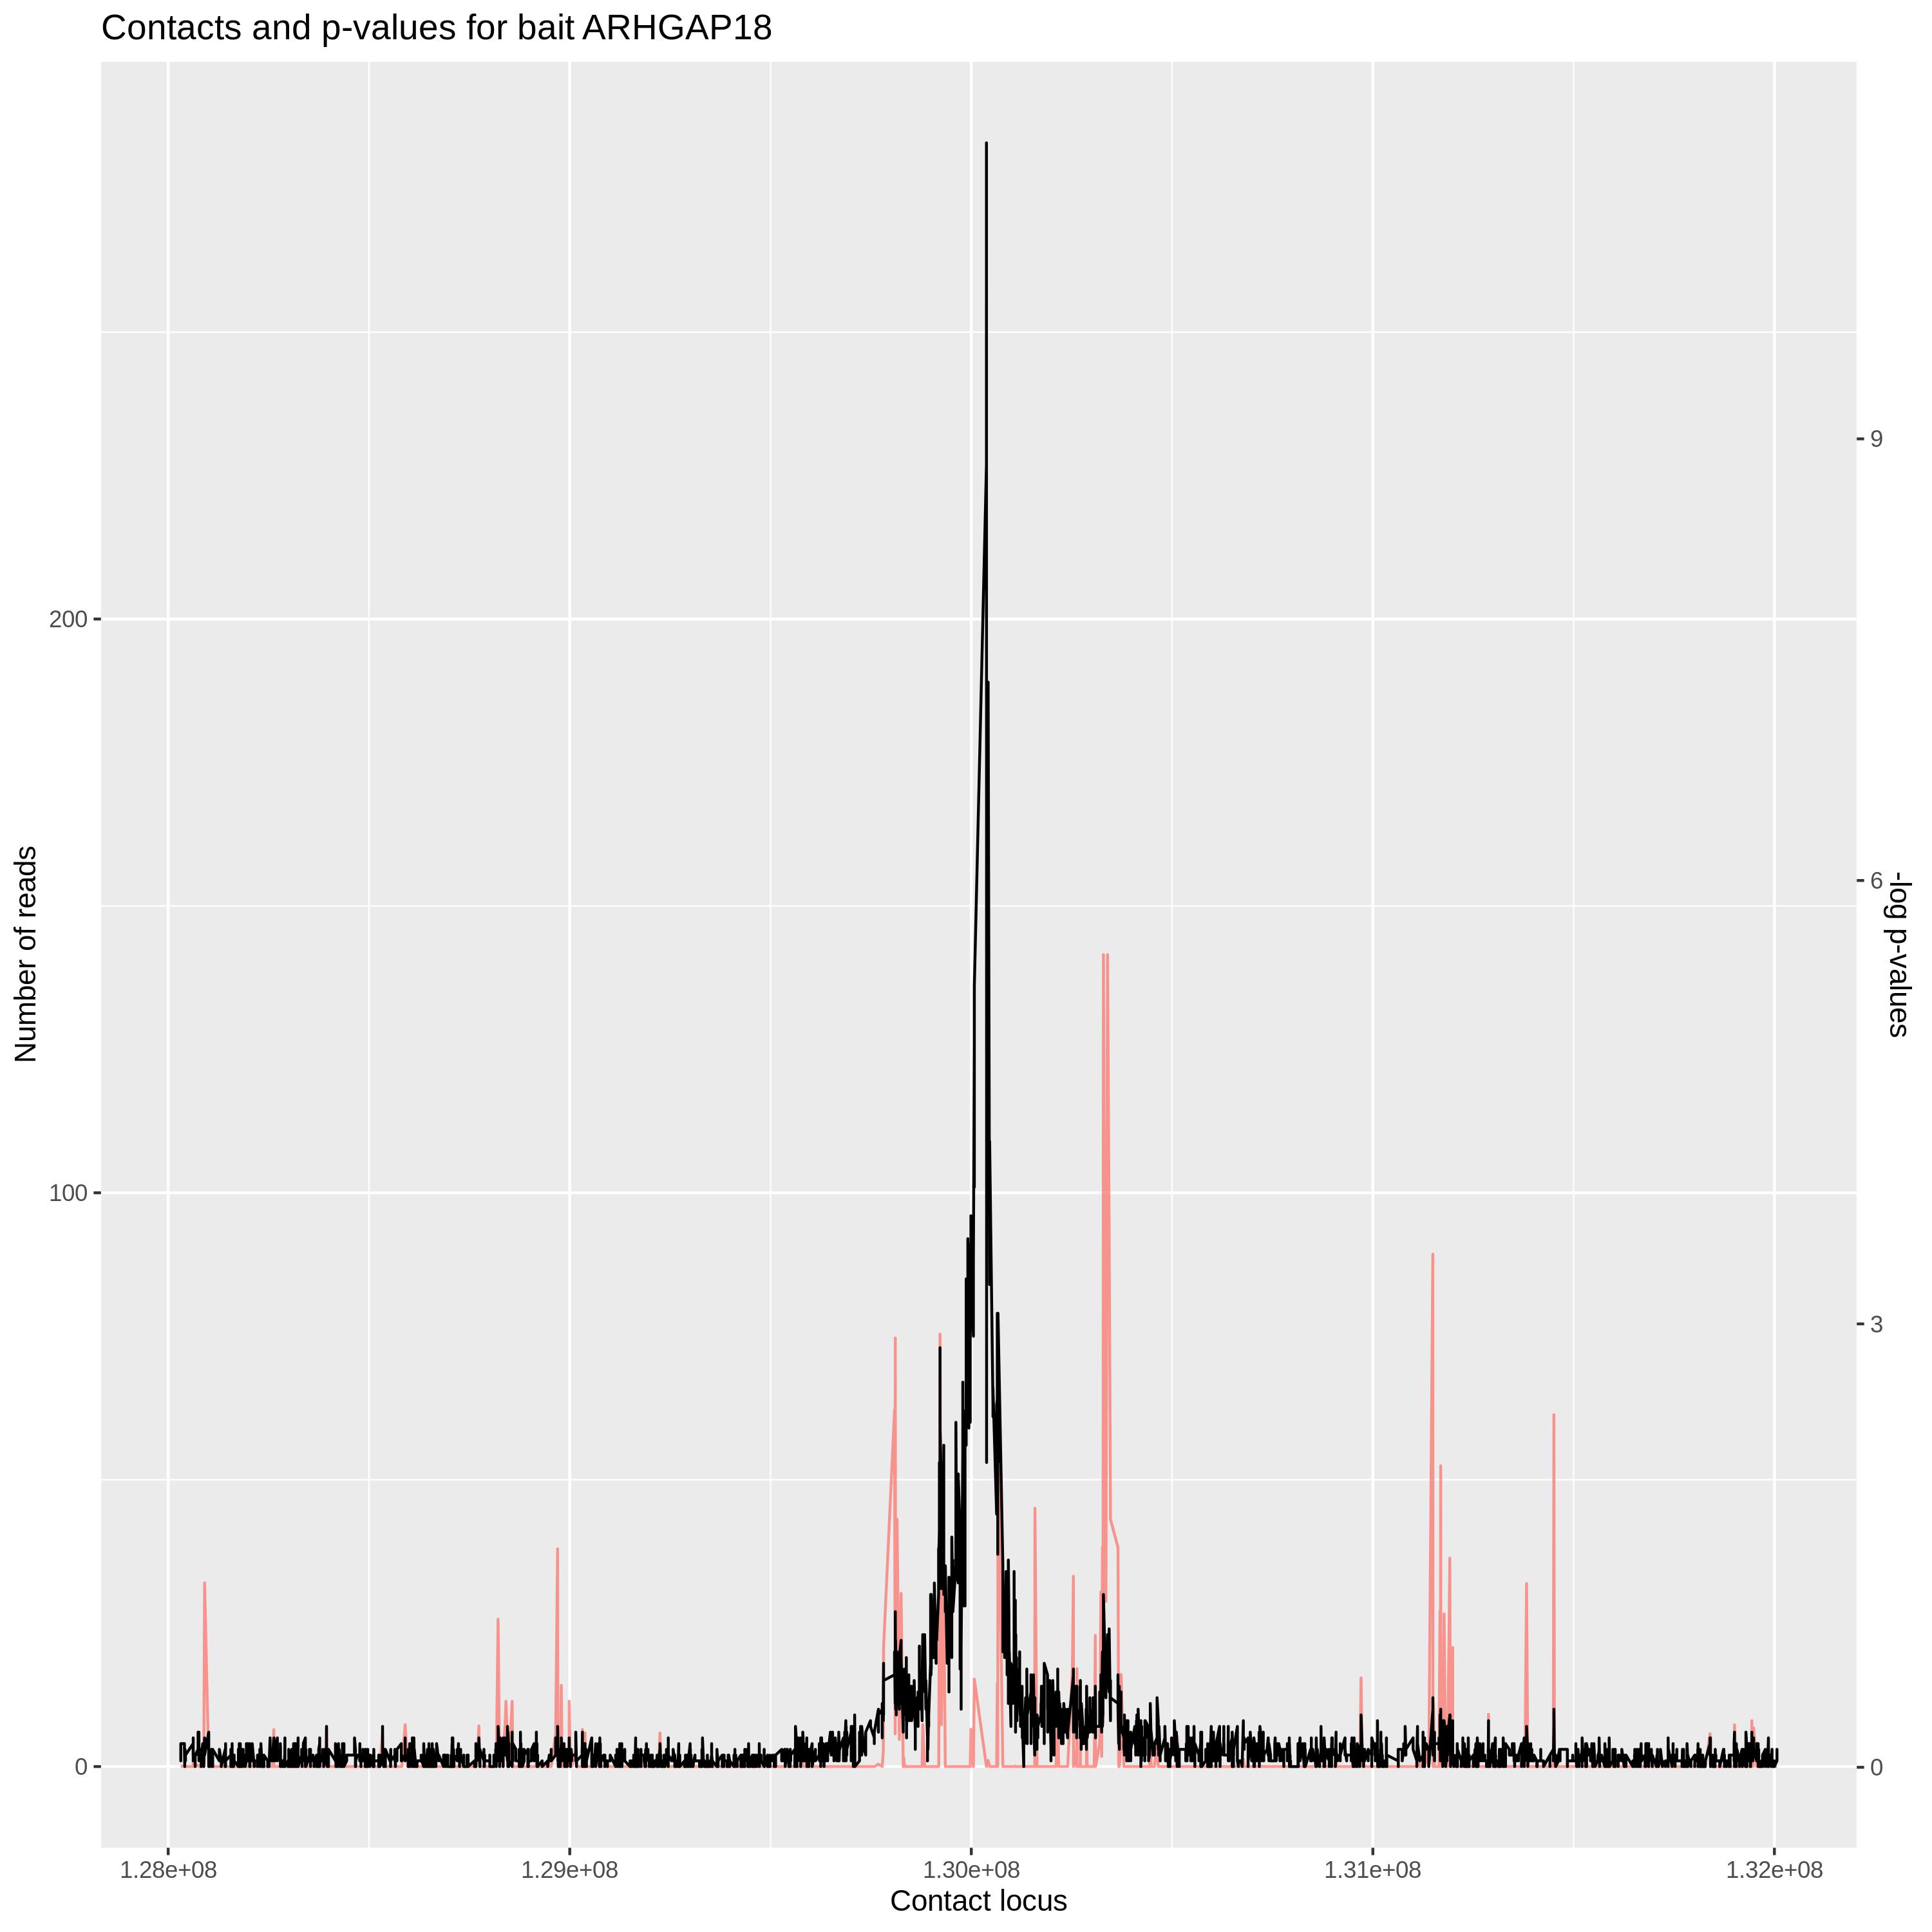 Contacts and p-values for bait ARHGAP18
Number of reads
200
100
0
9
6
3
0
-log p-values
1.28e+08
1.29e+08
1.30e+08
1.31e+08
1.32e+08
Contact locus